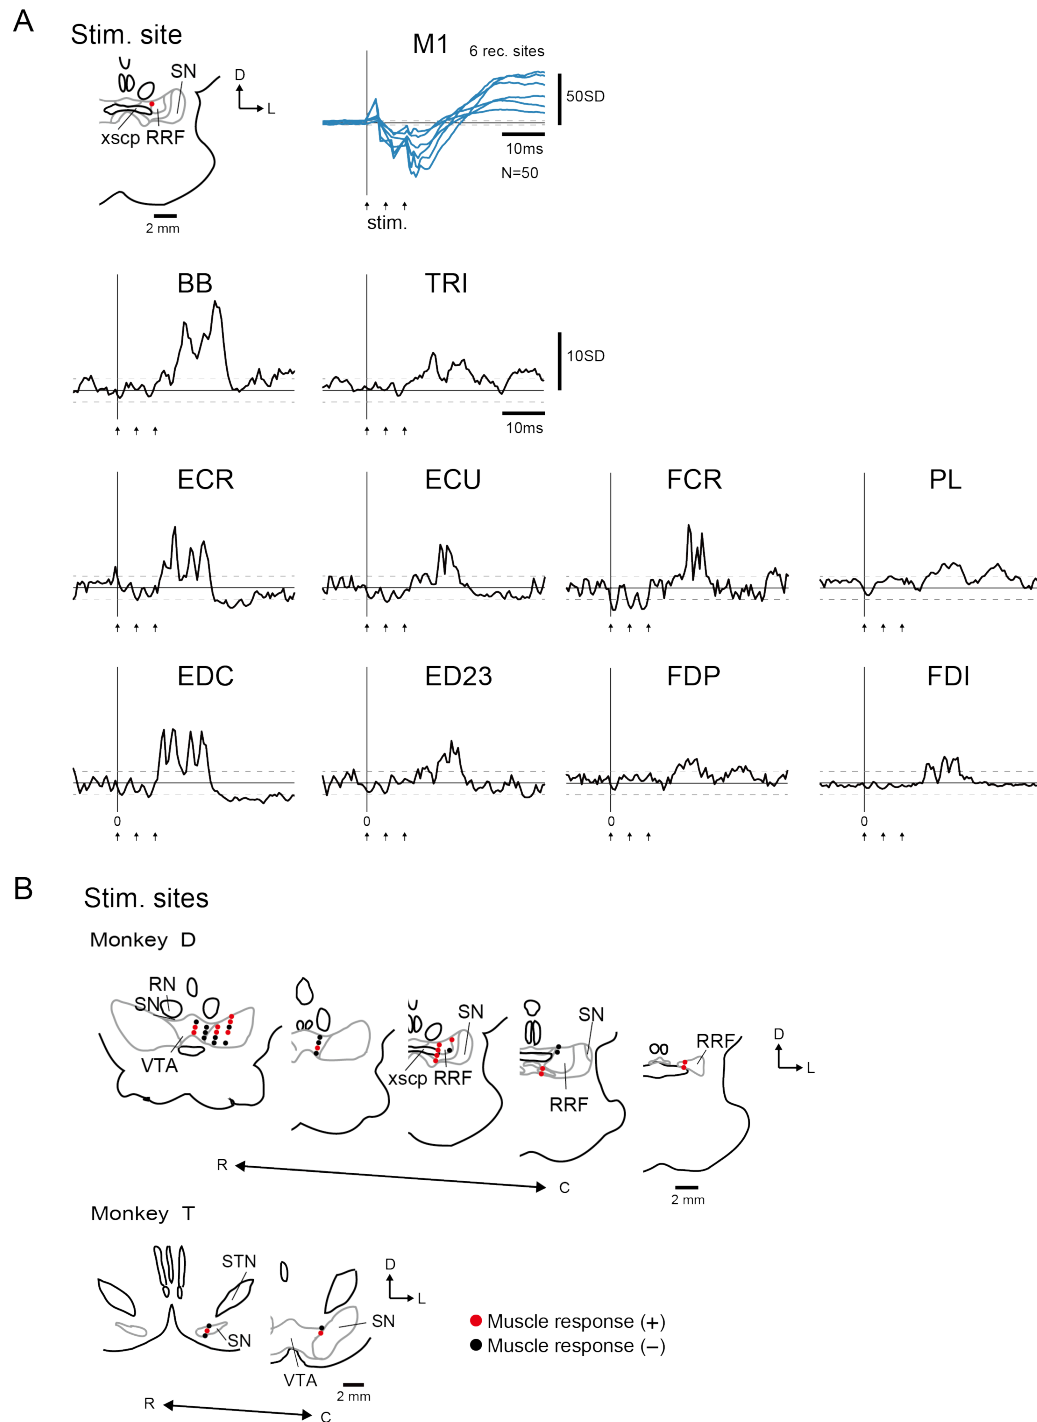 A
Stim. site
M1
6 rec. sites
SN
D
L
50SD
xscp RRF
10ms
N=50
2 mm
stim.
BB
TRI
10SD
10ms
ECR
ECU
FCR
PL
EDC
ED23
FDP
FDI
0
0
0
0
B
Stim. sites
Monkey D
RN
SN
VTA
SN
xscp RRF
SN
RRF
RRF
D
L
R
C
2 mm
Monkey T
STN
SN
SN
VTA
D
L
R
C
2 mm
Muscle response (+)
Muscle response (−)